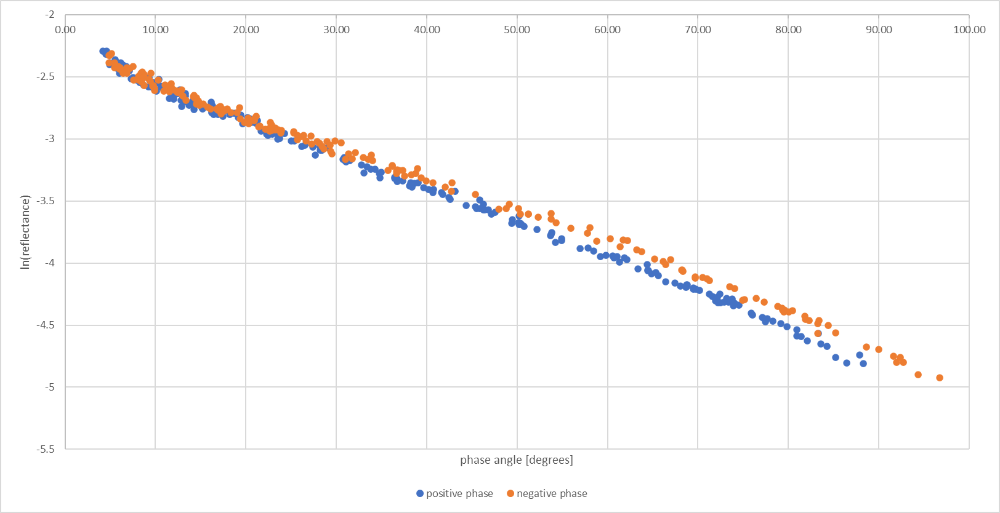 -2
0.00 10.00 20.00 30.00 40.00 50.00 60.00 70.00 80.00 90.00 100.00
-2.5
-3
-3.5
ln(reflectance)
-4
-4.5
-5
-5.5
phase angle [degrees]
positive phase negative phase